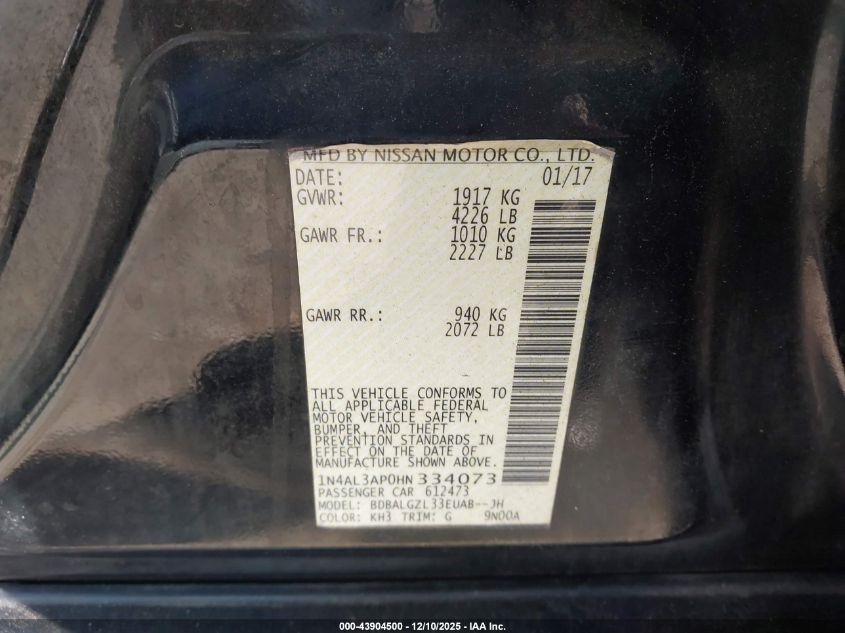 MFD BY NISSAN MOTOR CO., LTD.
DATE: 01/17
GVWR: 1917 KG
4226 LB
GAWR FR.: 1010 KG
2227 LB
GAWR RR.: 940 KG
2072 LB
THIS VEHICLE CONFORMS TO
ALL APPLICABLE FEDERAL
MOTOR VEHICLE SAFETY,
BUMPER, AND THEFT
PREVENTION STANDARDS IN
EFFECT ON THE DATE OF
MANUFACTURE SHOWN ABOVE.
1N4AL3AP0HN334073
PASSENGER CAR 612473
MODEL: BDBALGZL33EUAB--JH
COLOR: KH3 TRIM: G 9N00A
000-43904500 - 12/10/2025 - IAA Inc.